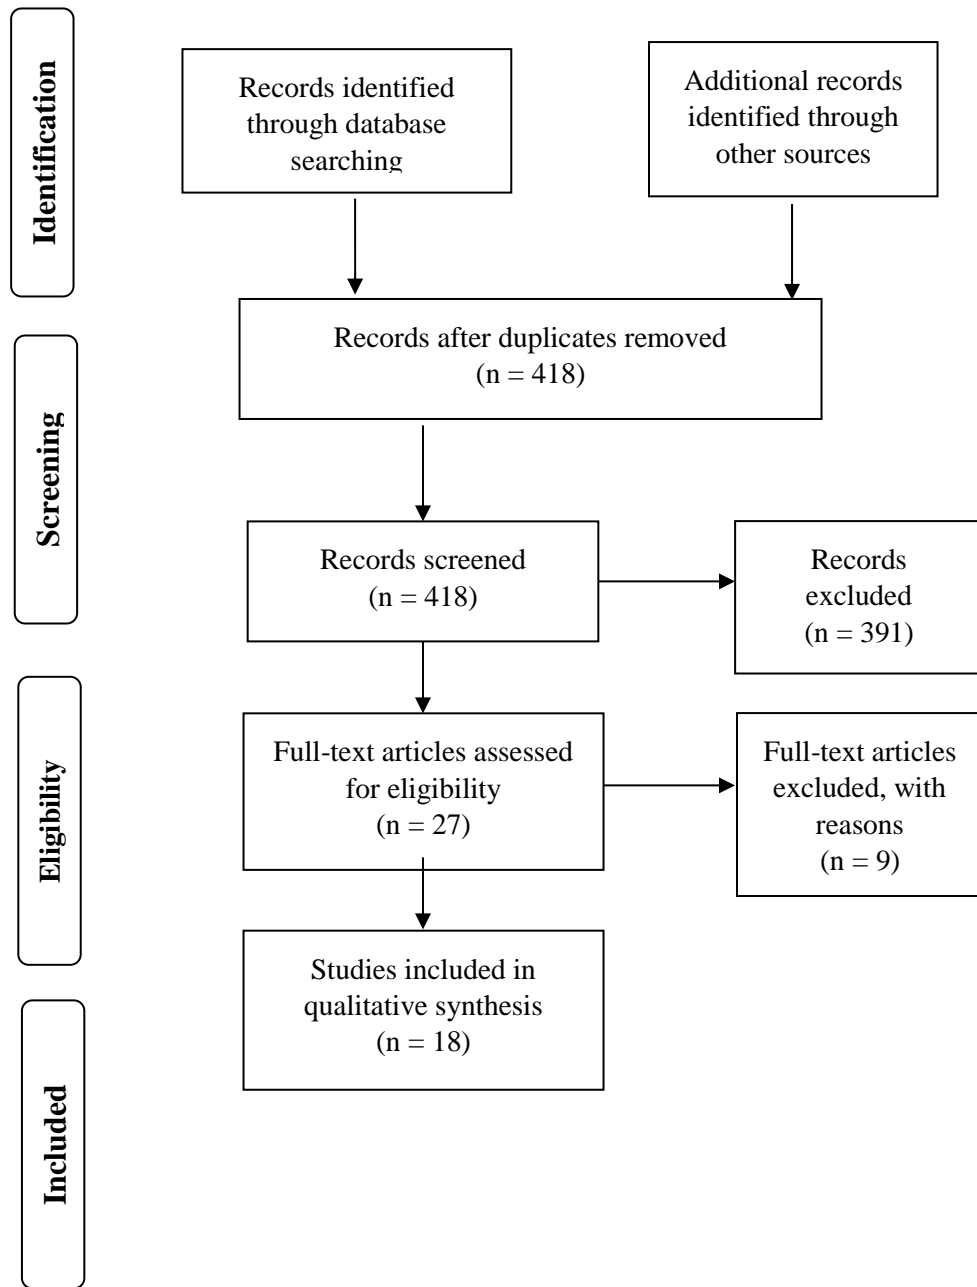 Identification
Records identified
through database
searching
Additional records
identified through
other sources
Records after duplicates removed
(n = 418)
Screening
Records screened
(n = 418)
Records
excluded
(n = 391)
Eligibility
Full-text articles assessed
for eligibility
(n = 27)
Full-text articles
excluded, with
reasons
(n = 9)
Studies included in
qualitative synthesis
(n = 18)
Included